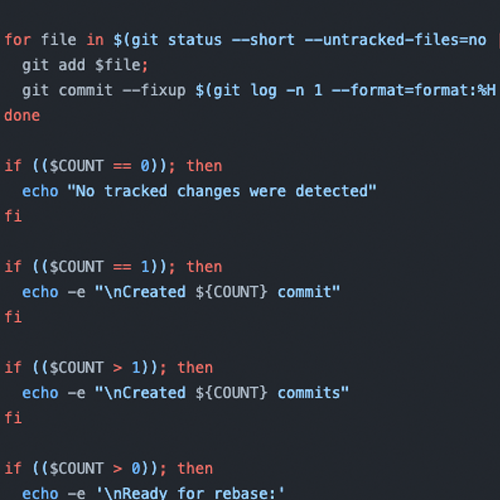 for file in $(git status --short --untracked-files=no
git add $file;
git commit --fixup $(git log -n 1 --format=format:%H
done
if (($COUNT == 0)); then
echo "No tracked changes were detected"
fi
if (($COUNT == 1)); then
echo -e "\nCreated ${COUNT} commit"
fi
if (($COUNT > 1)); then
echo -e "\nCreated ${COUNT} commits"
fi
if (($COUNT > 0)); then
echo -e '\nReady for rebase:'